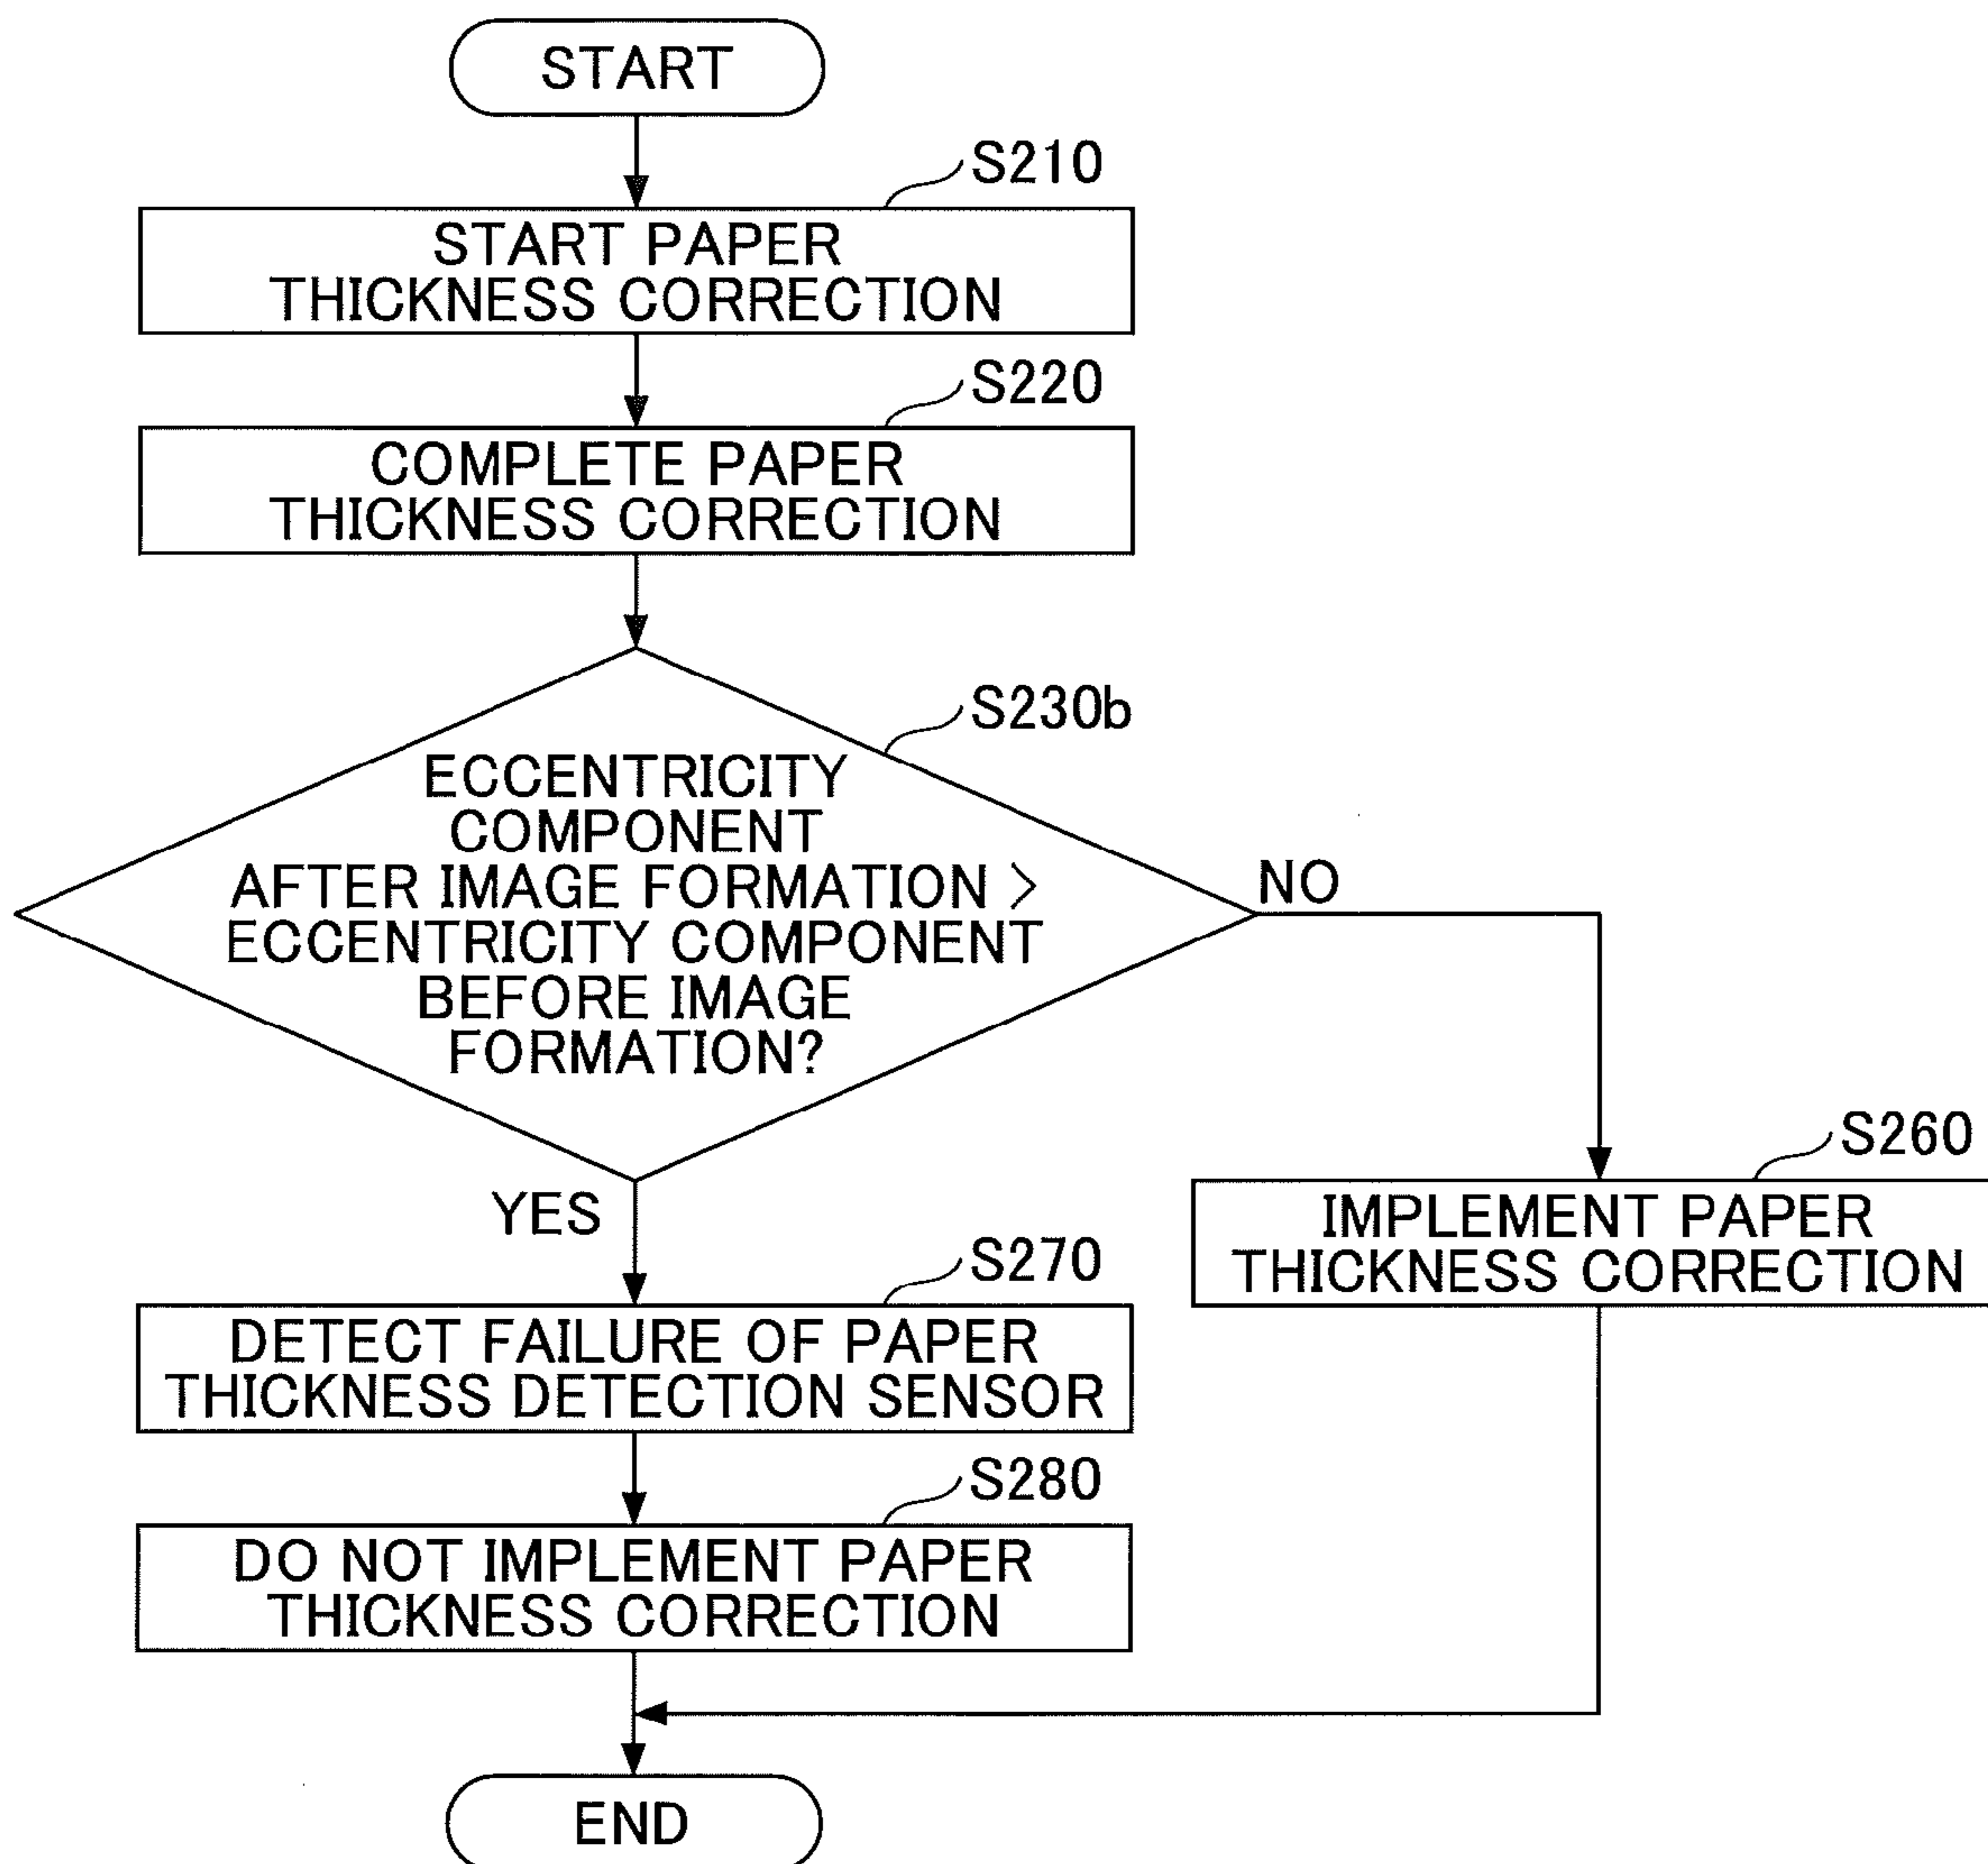 START
S210
START PAPER
THICKNESS CORRECTION
S220
COMPLETE PAPER
THICKNESS CORRECTION
S230b
ECCENTRICITY
COMPONENT
AFTER IMAGE FORMATION >
ECCENTRICITY COMPONENT
BEFORE IMAGE
FORMATION?
NO
YES
S260
IMPLEMENT PAPER
THICKNESS CORRECTION
S270
DETECT FAILURE OF PAPER
THICKNESS DETECTION SENSOR
S280
DO NOT IMPLEMENT PAPER
THICKNESS CORRECTION
END